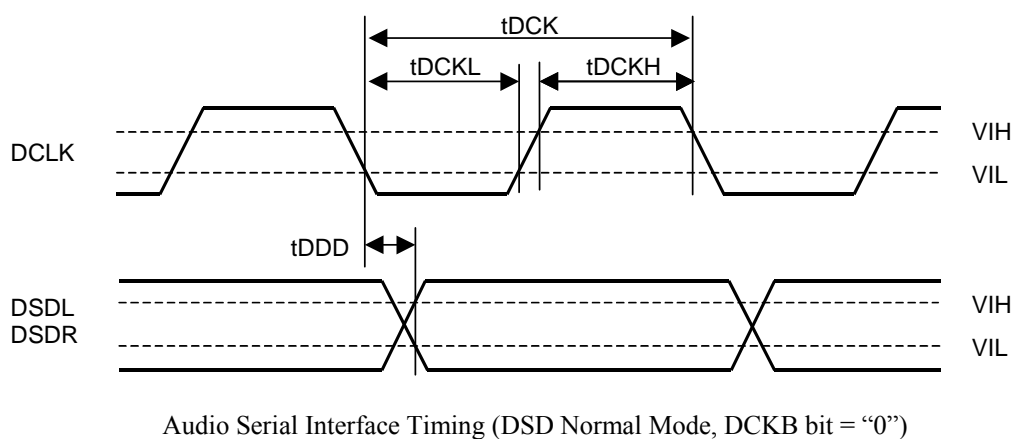 tDCK
tDCKL
tDCKH
DCLK
VIH
VIL
tDDD
DSDL
DSDR
VIH
VIL
Audio Serial Interface Timing (DSD Normal Mode, DCKB bit = “0”)